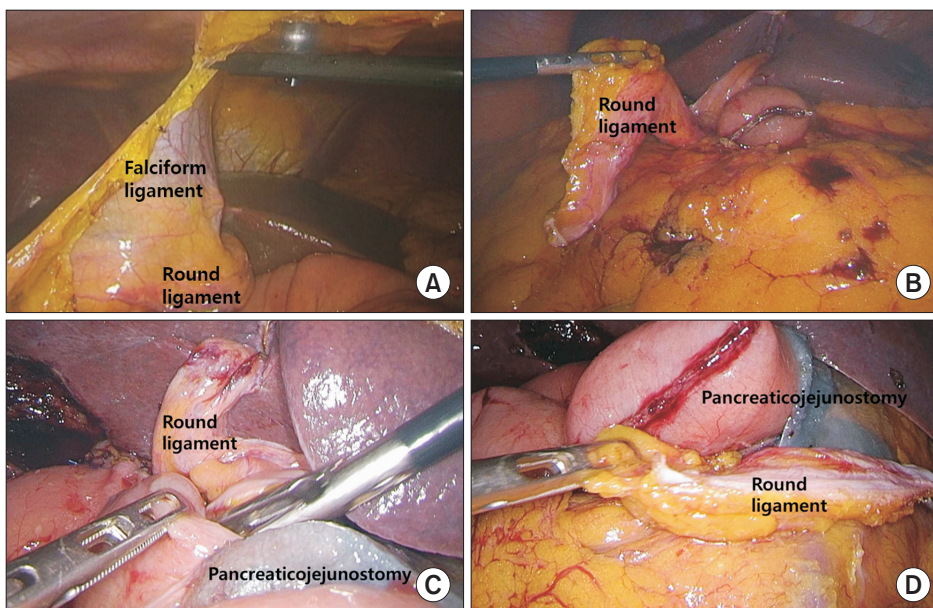 Falciform
ligament
Round
ligament
A
Round
ligament
B
Round
ligament
Pancreaticojejunostomy
C
Pancreaticojejunostomy
Round
ligament
D